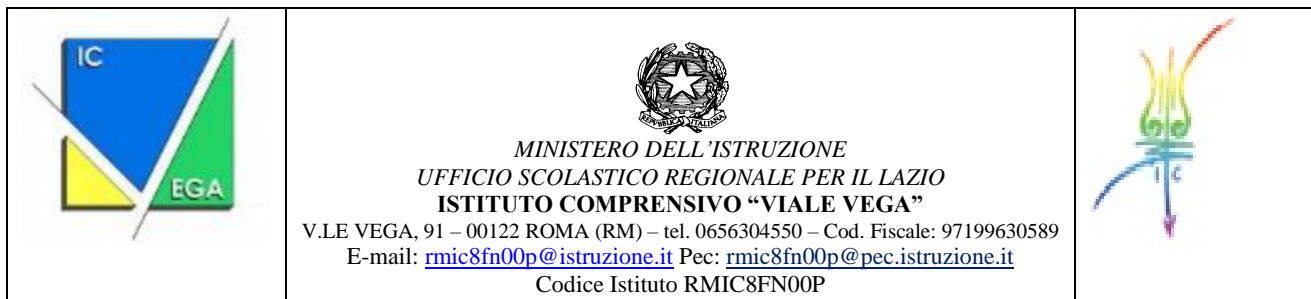 IC
EGA
REPVBBLICA ITALIANA
MINISTERO DELL'ISTRUZIONE
UFFICIO SCOLASTICO REGIONALE PER IL LAZIO
ISTITUTO COMPRENSIVO “VIALE VEGA”
V.LE VEGA, 91 – 00122 ROMA (RM) – tel. 0656304550 – Cod. Fiscale: 97199630589
E-mail: rmic8fn00p@istruzione.it Pec: rmic8fn00p@pec.istruzione.it
Codice Istituto RMIC8FN00P
I C